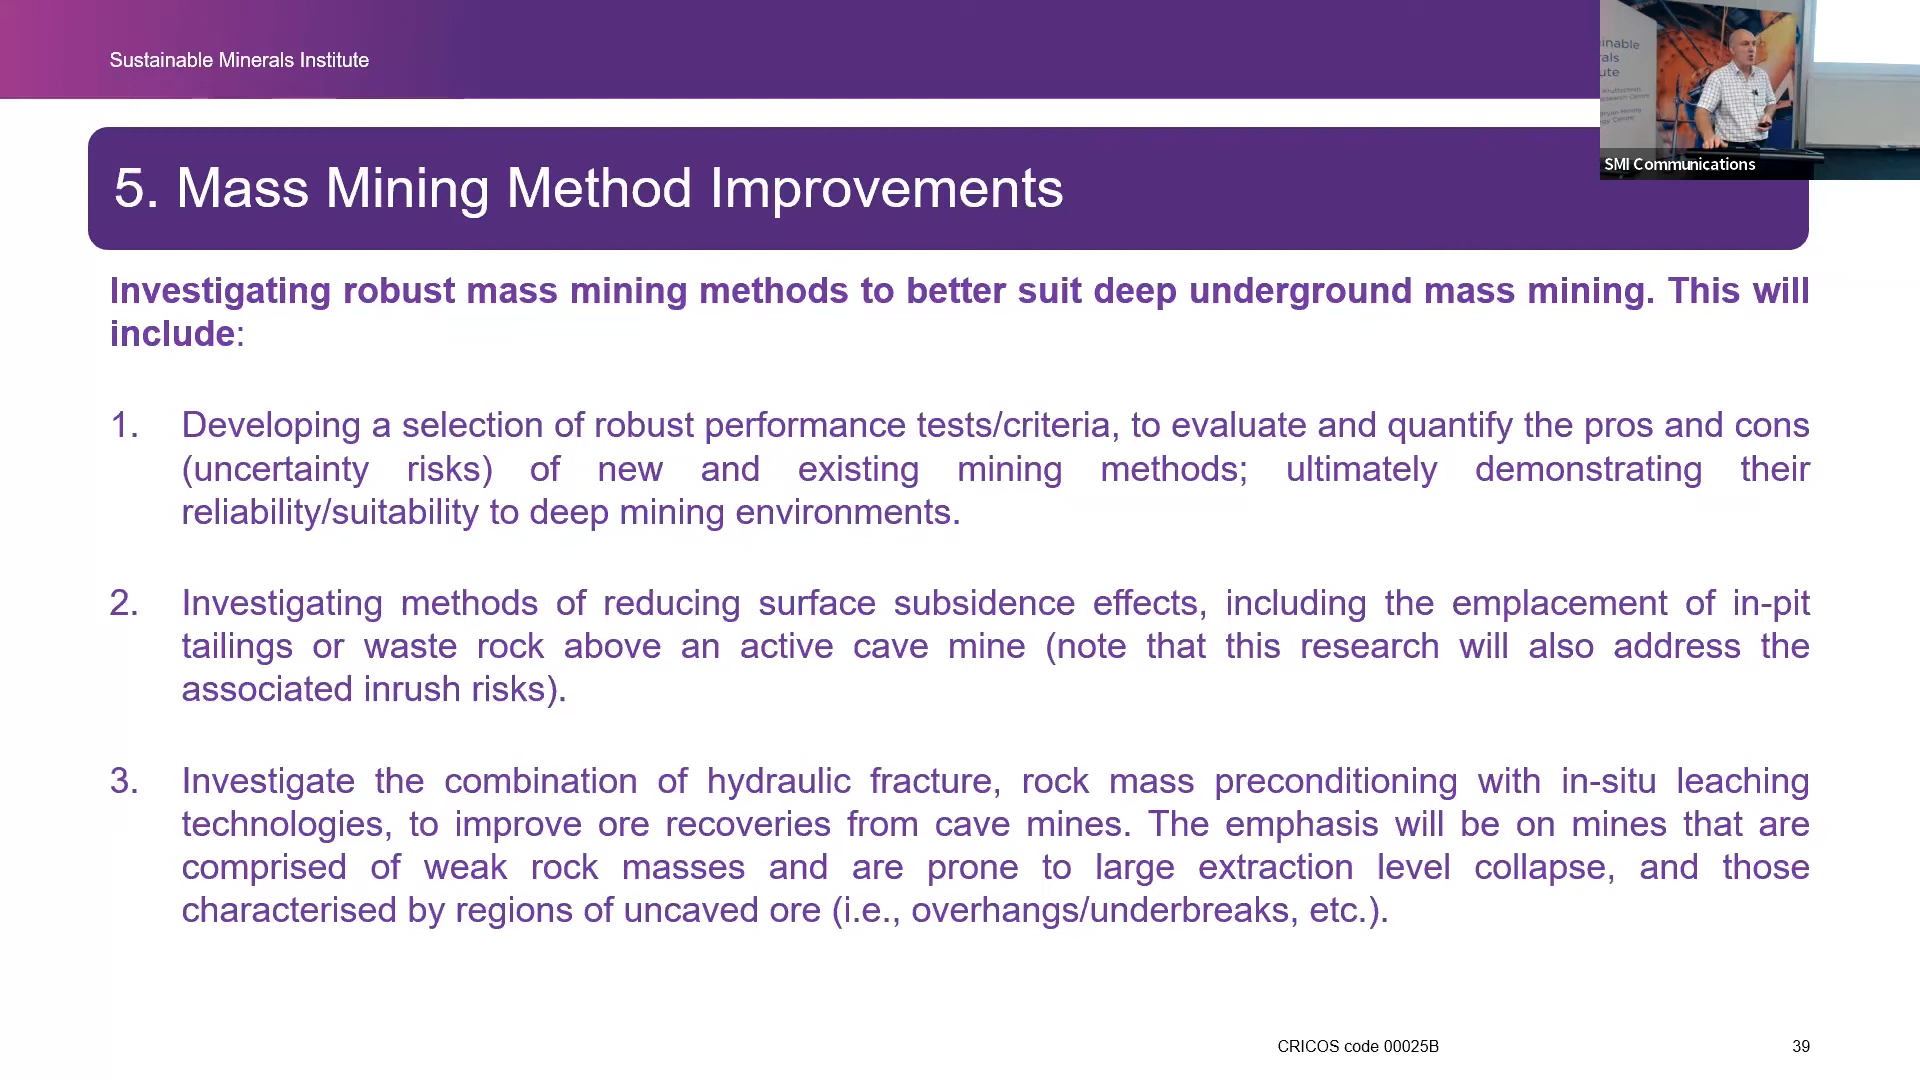 Sustainable Minerals Institute
inable
rals
ute
SMI Communications
5. Mass Mining Method Improvements
Investigating robust mass mining methods to better suit deep underground mass mining. This will
include:
1. Developing a selection of robust performance tests/criteria, to evaluate and quantify the pros and cons
(uncertainty risks) of new and existing mining methods; ultimately demonstrating their
reliability/suitability to deep mining environments.
2. Investigating methods of reducing surface subsidence effects, including the emplacement of in-pit
tailings or waste rock above an active cave mine (note that this research will also address the
associated inrush risks).
3. Investigate the combination of hydraulic fracture, rock mass preconditioning with in-situ leaching
technologies, to improve ore recoveries from cave mines. The emphasis will be on mines that are
comprised of weak rock masses and are prone to large extraction level collapse, and those
characterised by regions of uncaved ore (i.e., overhangs/underbreaks, etc.).
CRICOS code 00025B
39